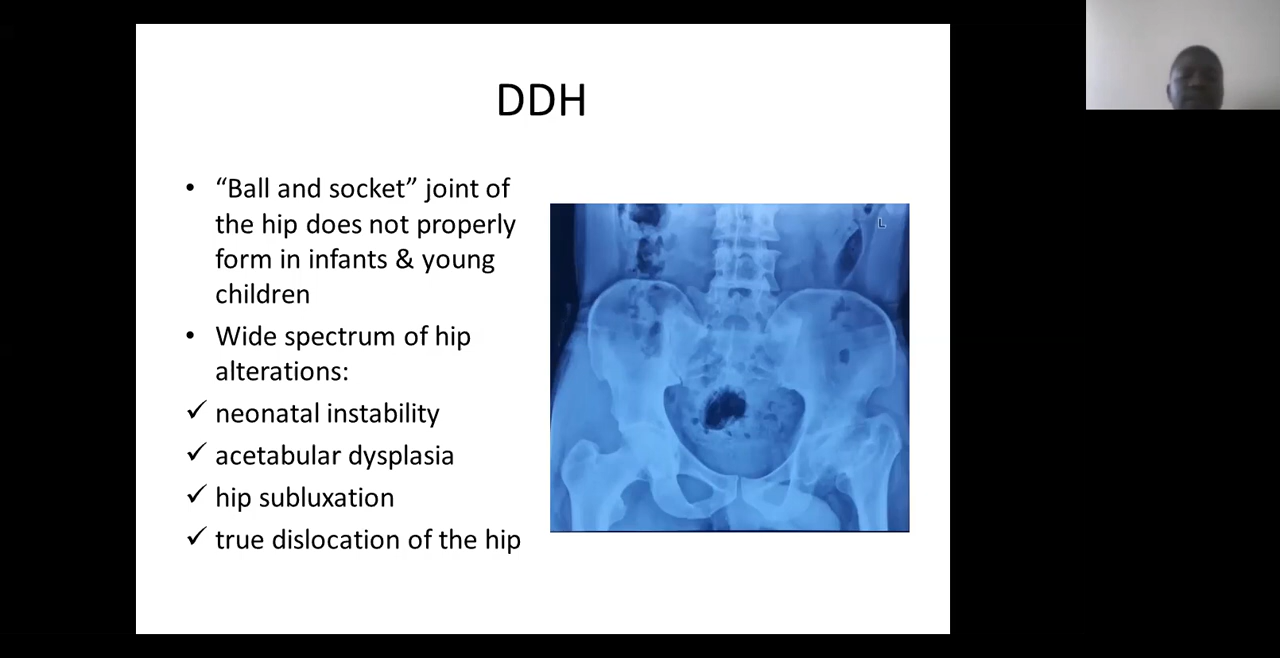 DDH
• “Ball and socket” joint of
the hip does not properly
form in infants & young
children
• Wide spectrum of hip
alterations:
✓ neonatal instability
✓ acetabular dysplasia
✓ hip subluxation
✓ true dislocation of the hip
L